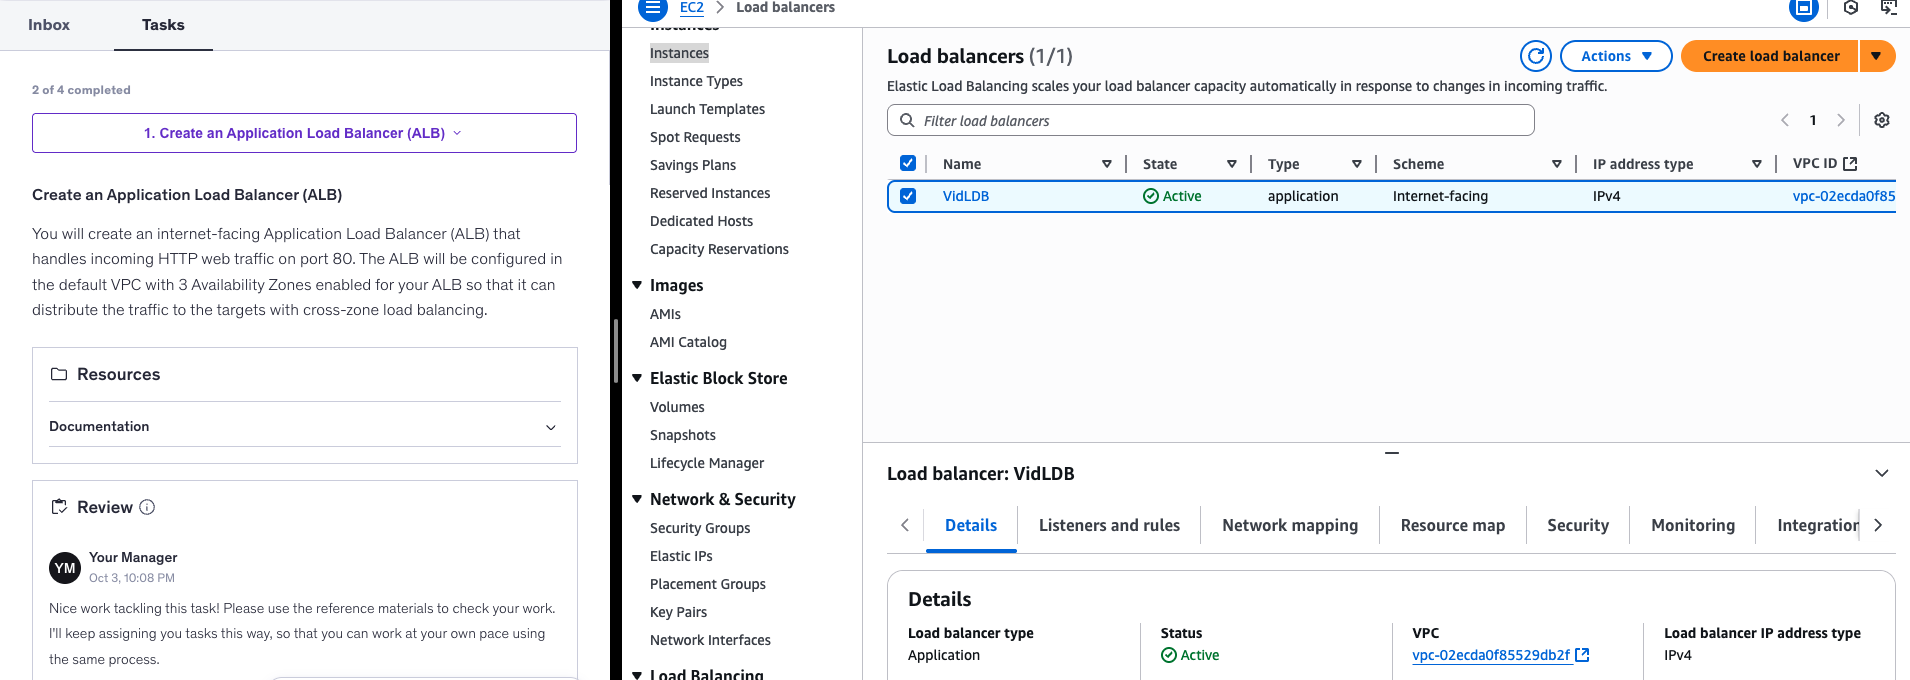 Inbox
Tasks
2 of 4 completed
1. Create an Application Load Balancer (ALB)
Create an Application Load Balancer (ALB)
You will create an internet-facing Application Load Balancer (ALB) that
handles incoming HTTP web traffic on port 80. The ALB will be configured in
the default VPC with 3 Availability Zones enabled for your ALB so that it can
distribute the traffic to the targets with cross-zone load balancing.
Resources
Documentation
Review
YM
Your Manager
Oct 3, 10:08 PM
Nice work tackling this task! Please use the reference materials to check your work.
I'll keep assigning you tasks this way, so that you can work at your own pace using
the same process.
EC2
Load balancers
Instances
Instances
Instance Types
Launch Templates
Spot Requests
Savings Plans
Reserved Instances
Dedicated Hosts
Capacity Reservations
Images
AMIs
AMI Catalog
Elastic Block Store
Volumes
Snapshots
Lifecycle Manager
Network & Security
Security Groups
Elastic IPs
Placement Groups
Key Pairs
Network Interfaces
Load Balancing
Load balancers (1/1)
Actions
Create load balancer
Elastic Load Balancing scales your load balancer capacity automatically in response to changes in incoming traffic.
Filter load balancers
1
Name State Type Scheme IP address type VPC ID
VidLDB Active application Internet-facing IPv4 vpc-02ecda0f85
Load balancer: VidLDB
Details Listeners and rules Network mapping Resource map Security Monitoring Integration
Details
Load balancer type
Application
Status
Active
VPC
vpc-02ecda0f85529db2f
Load balancer IP address type
IPv4